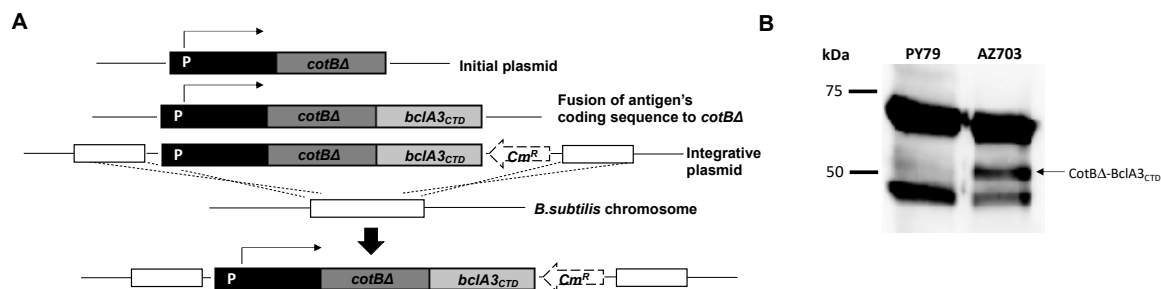 A
P cotBΔ
Initial plasmid
P cotBΔ bclA3CTD
Fusion of antigen's
coding sequence to cotBΔ
P cotBΔ bclA3CTD CmR
Integrative
plasmid
B.subtilis chromosome
P cotBΔ bclA3CTD CmR
B
kDa PY79 AZ703
75
50
CotBΔ-BclA3CTD